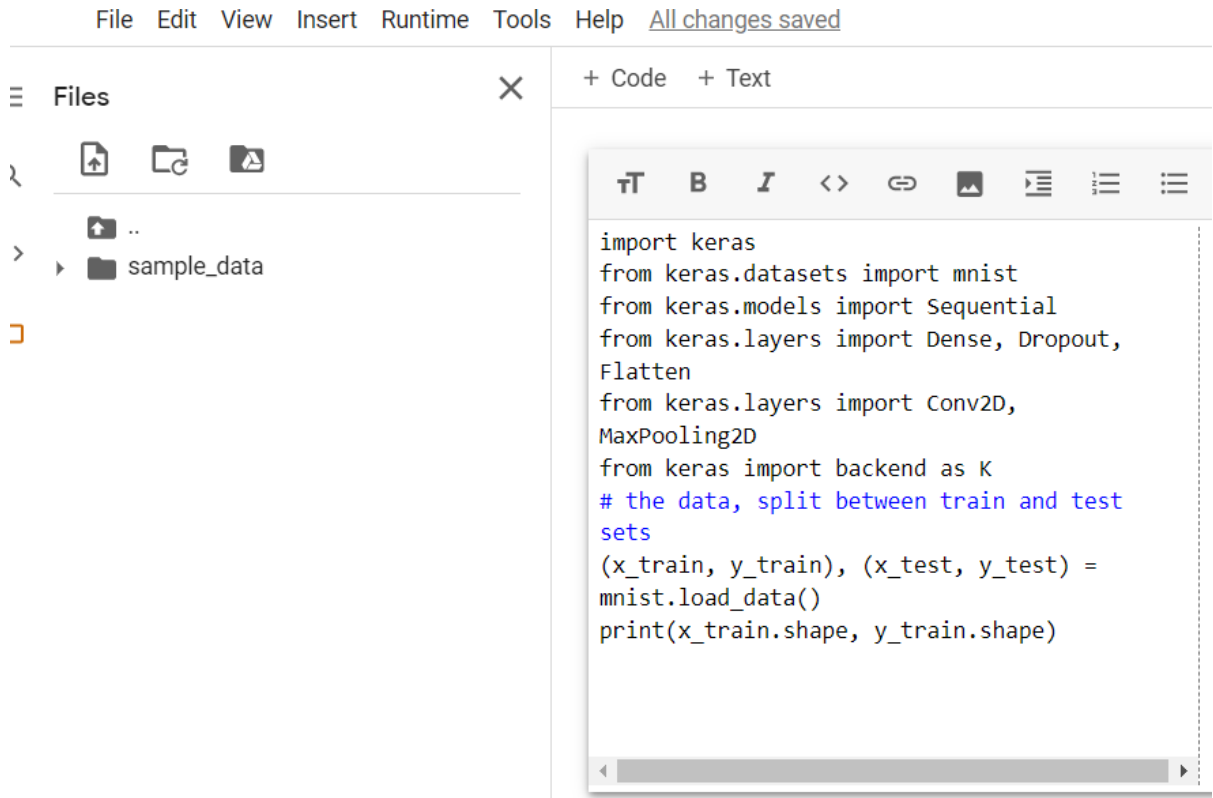 File Edit View Insert Runtime Tools Help All changes saved
Files
+ Code + Text
..
sample_data
import keras
from keras.datasets import mnist
from keras.models import Sequential
from keras.layers import Dense, Dropout,
Flatten
from keras.layers import Conv2D,
MaxPooling2D
from keras import backend as K
# the data, split between train and test
sets
(x_train, y_train), (x_test, y_test) =
mnist.load_data()
print(x_train.shape, y_train.shape)